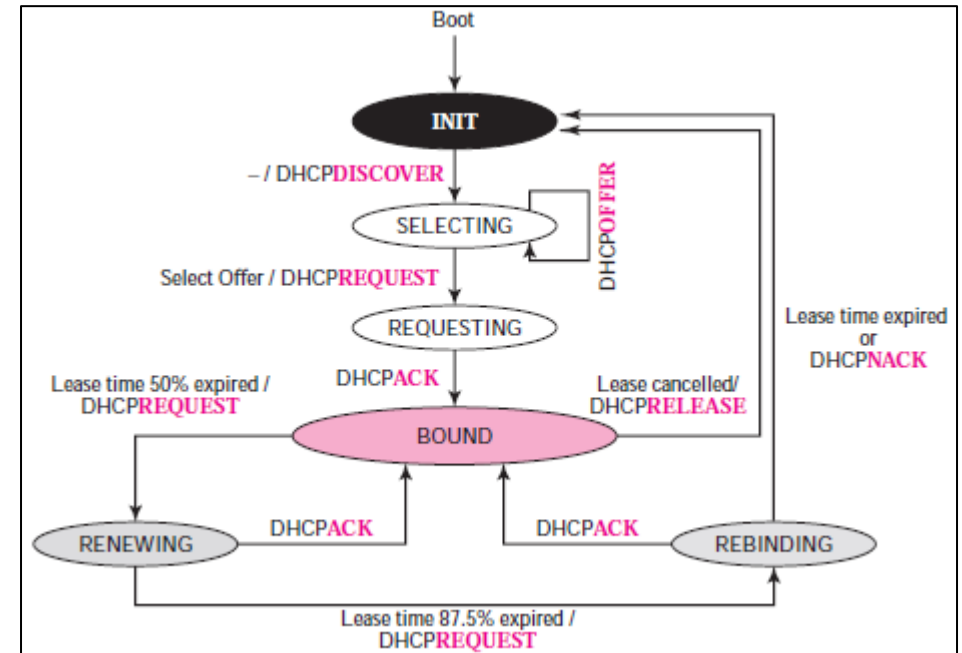 Boot
INIT
– / DHCPDISCOVER
SELECTING
DHCPOFFER
Select Offer / DHCPREQUEST
REQUESTING
Lease time expired
or
DHCPNACK
DHCPACK
Lease time 50% expired /
DHCPREQUEST
Lease cancelled/
DHCPRELEASE
BOUND
RENEWING
DHCPACK
DHCPACK
REBINDING
Lease time 87.5% expired /
DHCPREQUEST